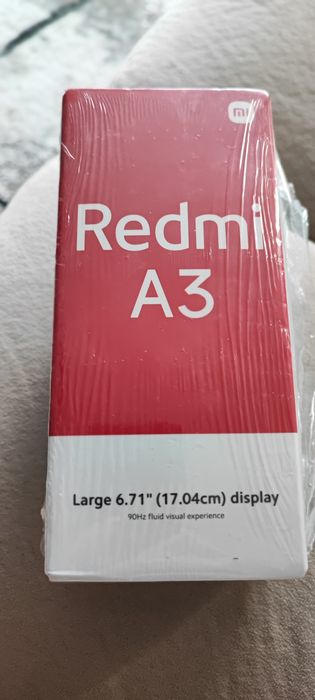 mi
Redmi
A3
Large 6.71" (17.04cm) display
90Hz fluid visual experience